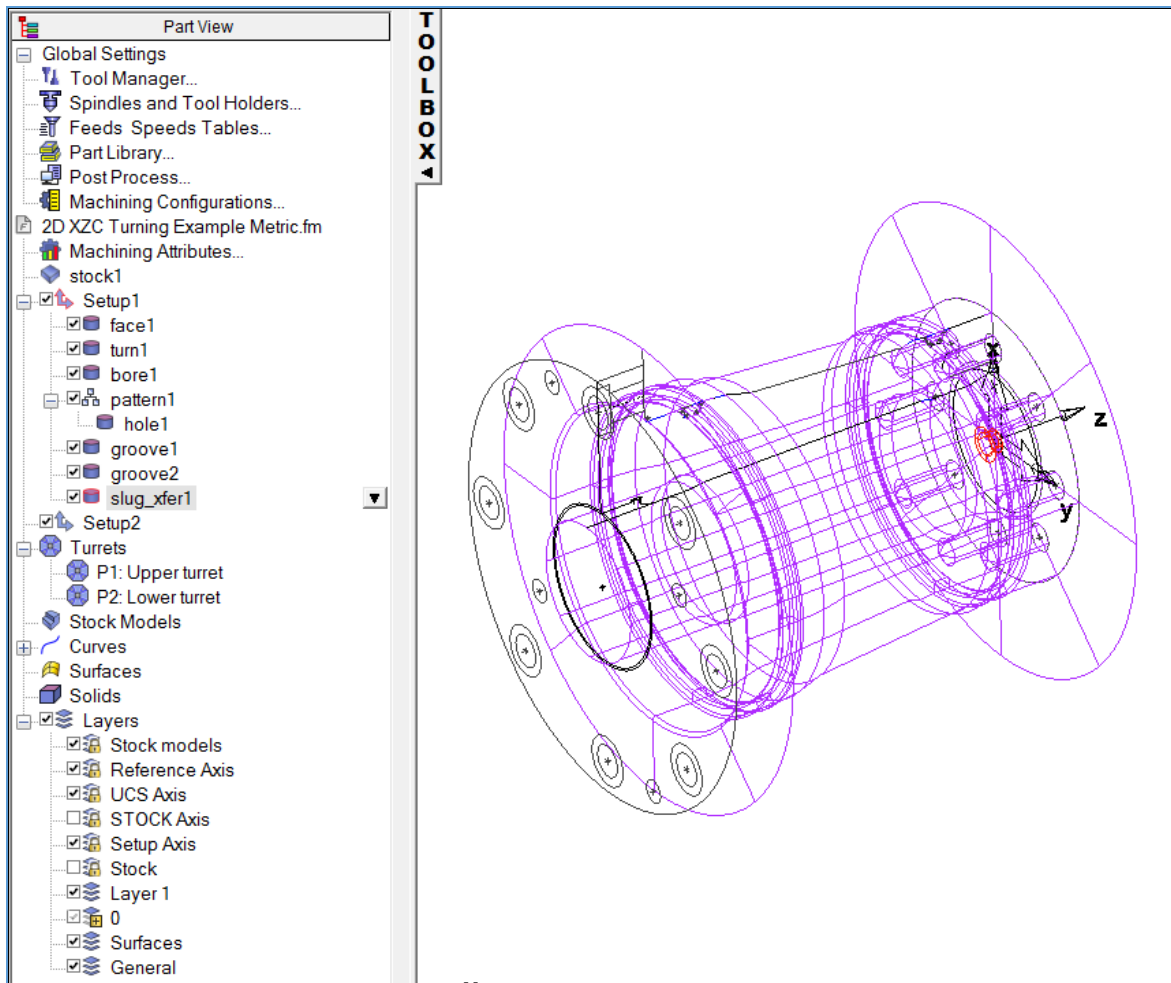 Part View
Global Settings
Tool Manager...
Spindles and Tool Holders...
Feeds Speeds Tables...
Part Library...
Post Process...
Machining Configurations...
2D XZC Turning Example Metric.fm
Machining Attributes...
stock1
Setup1
face1
turn1
bore1
pattern1
hole1
groove1
groove2
slug_xfer1
Setup2
Turrets
P1: Upper turret
P2: Lower turret
Stock Models
Curves
Surfaces
Solids
Layers
Stock models
Reference Axis
UCS Axis
STOCK Axis
Setup Axis
Stock
Layer 1
0
Surfaces
General
TOOLBOX
x
z
y